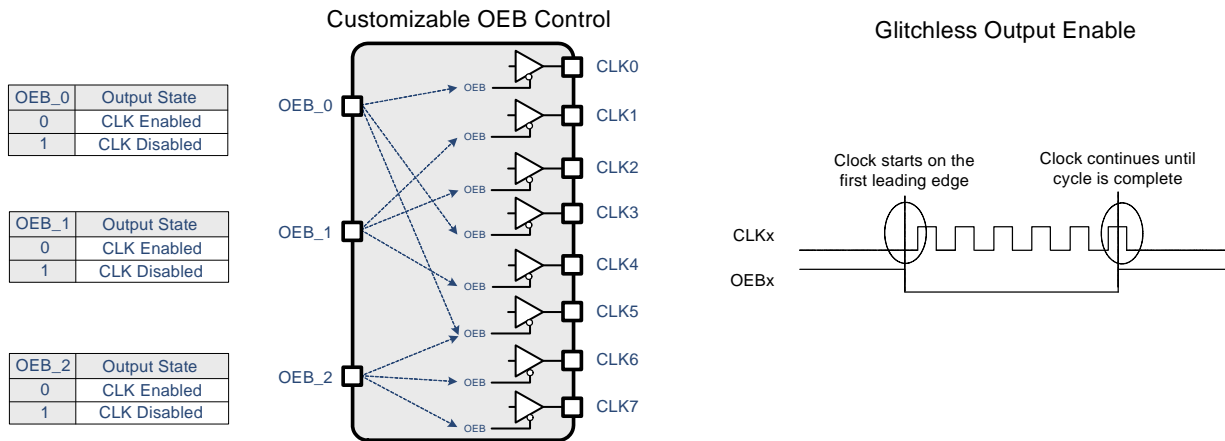 Customizable OEB Control
Glitchless Output Enable
OEB_0 Output State
0 CLK Enabled
1 CLK Disabled
OEB_1 Output State
0 CLK Enabled
1 CLK Disabled
OEB_2 Output State
0 CLK Enabled
1 CLK Disabled
OEB_0
OEB_1
OEB_2
OEB
OEB
OEB
OEB
OEB
OEB
OEB
OEB
CLK0
CLK1
CLK2
CLK3
CLK4
CLK5
CLK6
CLK7
Clock starts on the
first leading edge
Clock continues until
cycle is complete
CLKx
OEBx